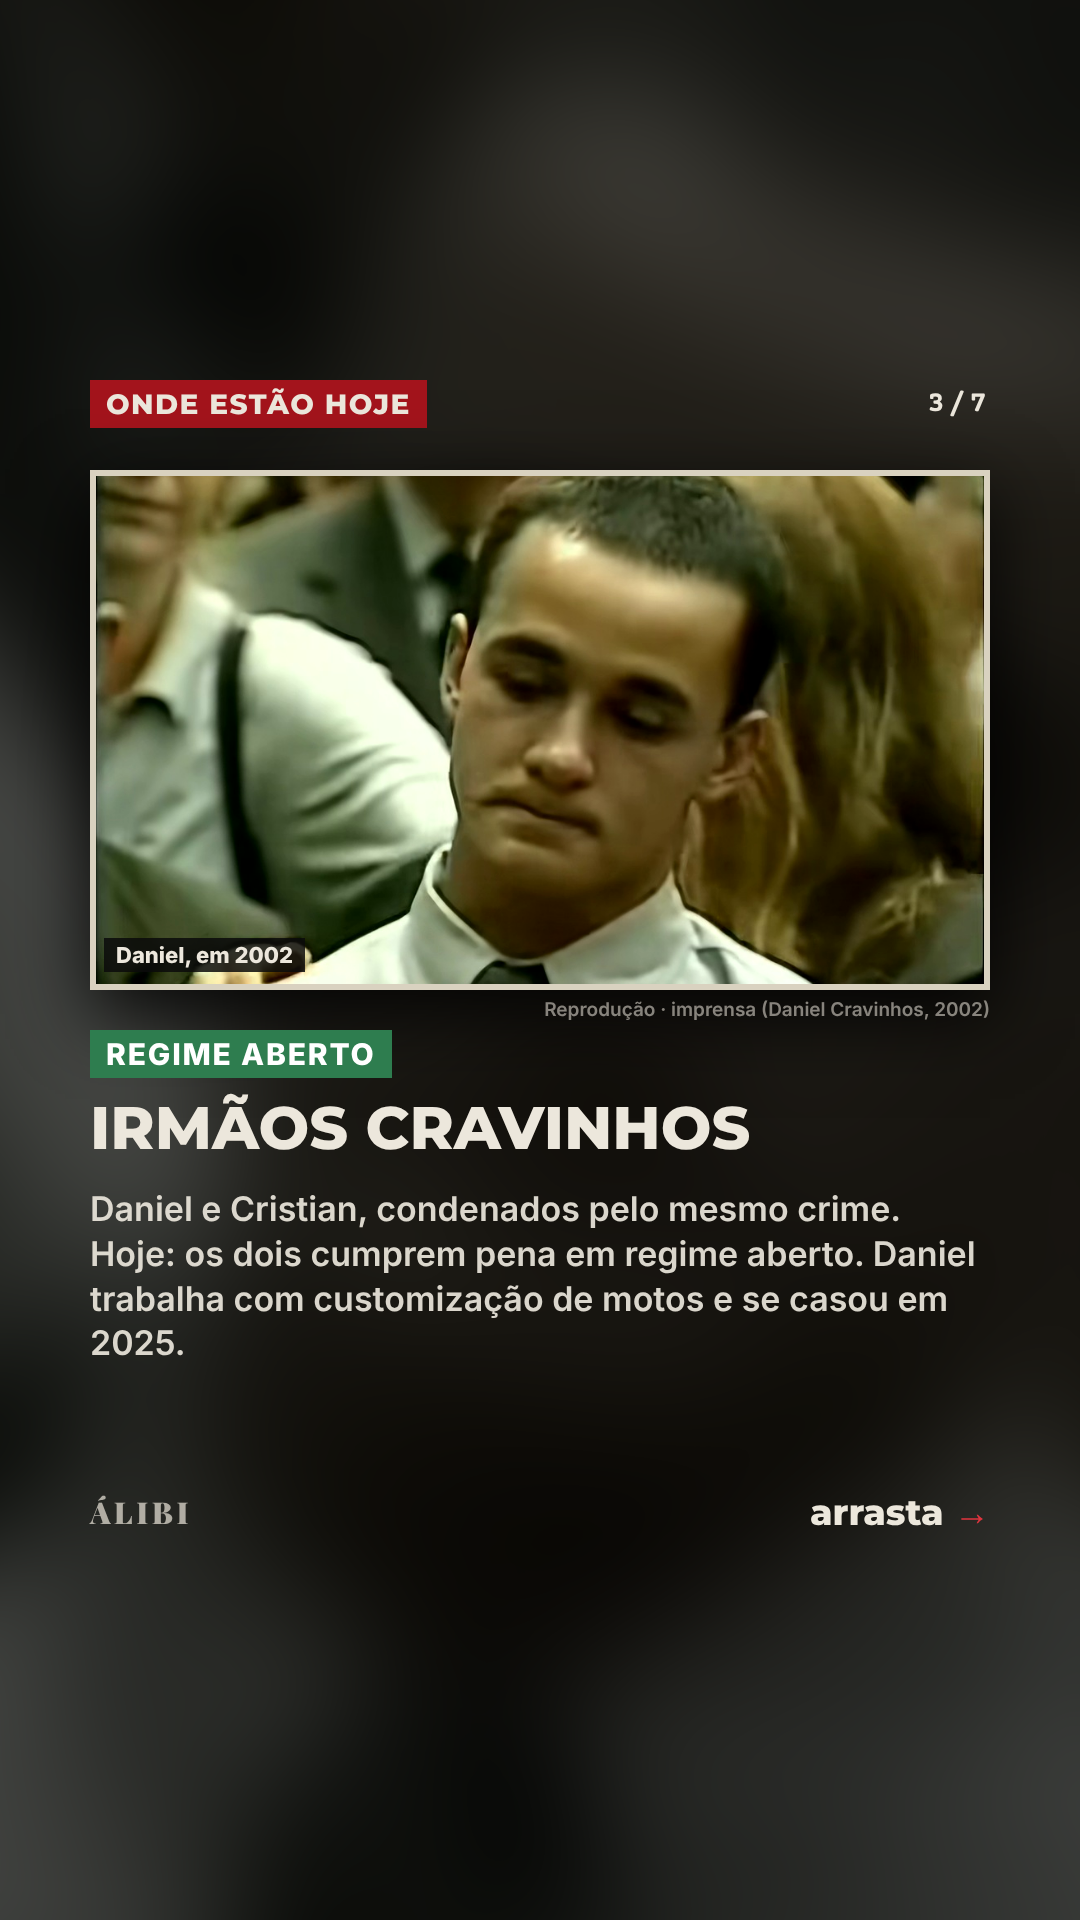 ONDE ESTÃO HOJE
3 / 7
Daniel, em 2002
Reprodução · imprensa (Daniel Cravinhos, 2002)
REGIME ABERTO
IRMÃOS CRAVINHOS
Daniel e Cristian, condenados pelo mesmo crime.
Hoje: os dois cumprem pena em regime aberto. Daniel
trabalha com customização de motos e se casou em
2025.
ÁLIBI
arrasta →